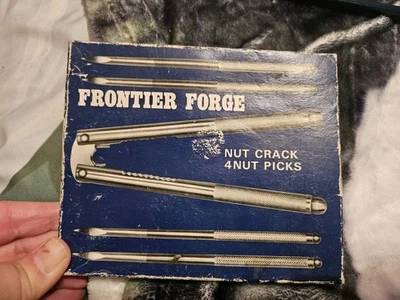 FRONTIER FORGE
NUT CRACK
4NUT PICKS